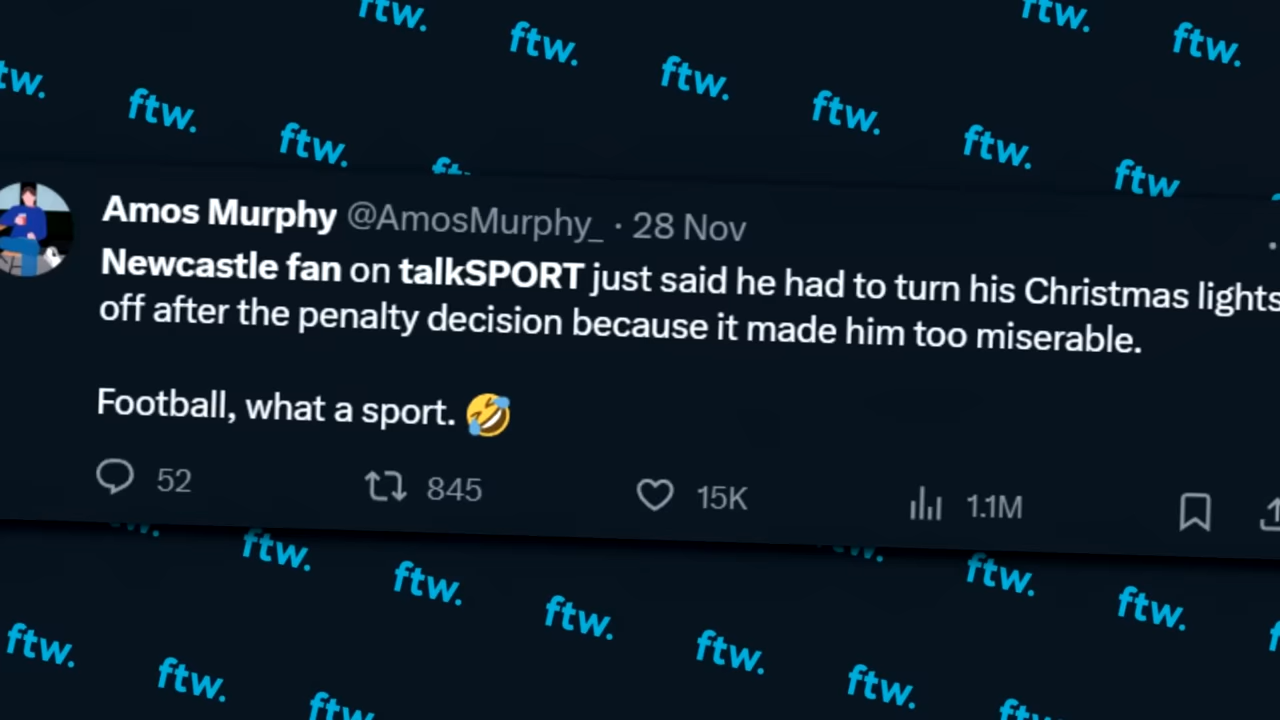 ftw. ftw.
ftw. ftw.
ftw. ftw.
ftw. ftw. ftw.
ftw
Amos Murphy @AmosMurphy_ · 28 Nov
Newcastle fan on talkSPORT just said he had to turn his Christmas lights
off after the penalty decision because it made him too miserable.
Football, what a sport. 🤣
52 845 15K 1.1M
ftw. ftw.
ftw. ftw.
ftw. ftw.
ftw. ftw.
ftw. ftw.